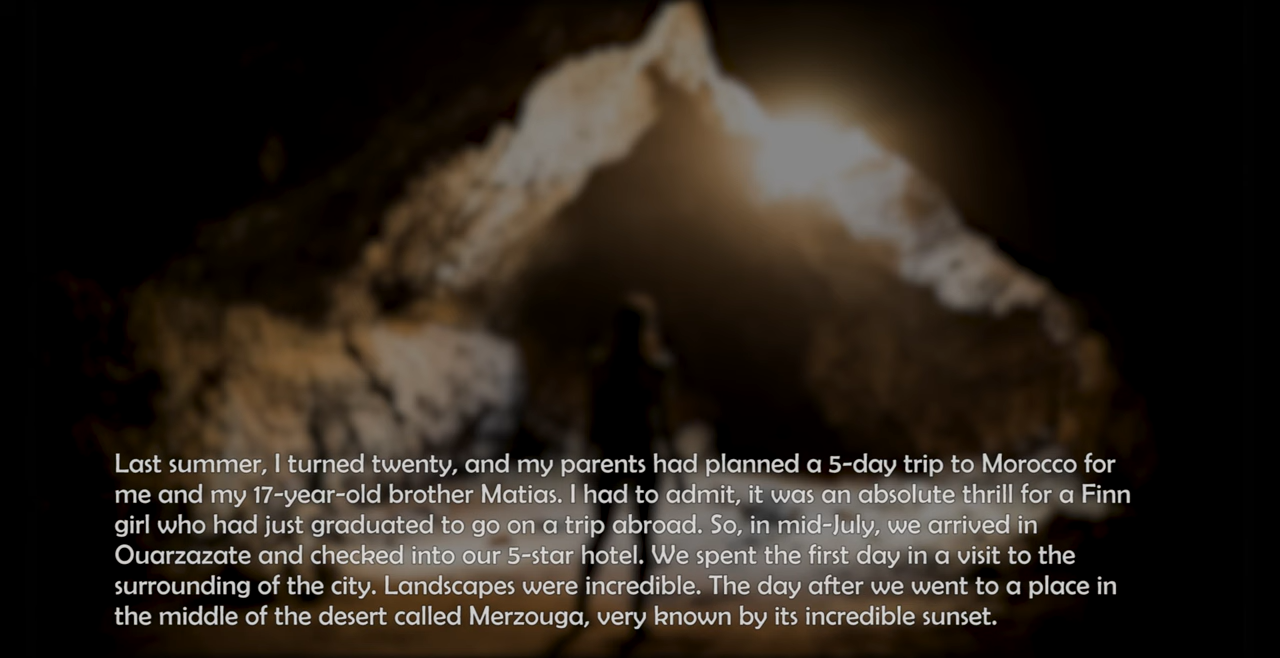 Last summer, I turned twenty, and my parents had planned a 5-day trip to Morocco for
me and my 17-year-old brother Matias. I had to admit, it was an absolute thrill for a Finn
girl who had just graduated to go on a trip abroad. So, in mid-July, we arrived in
Ouarzazate and checked into our 5-star hotel. We spent the first day in a visit to the
surrounding of the city. Landscapes were incredible. The day after we went to a place in
the middle of the desert called Merzouga, very known by its incredible sunset.